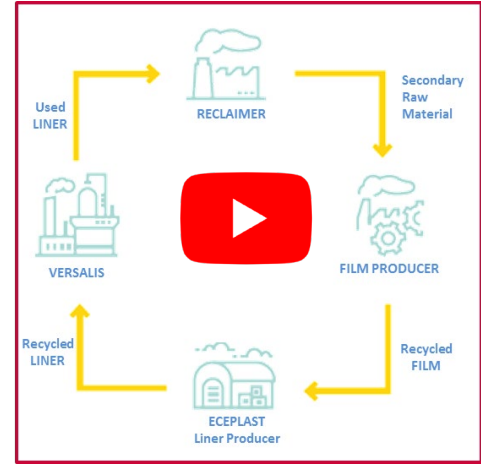 RECLAIMER
Secondary
Raw
Material
Used
LINER
VERSALIS
FILM PRODUCER
Recycled
LINER
Recycled
FILM
ECEPLAST
Liner Producer